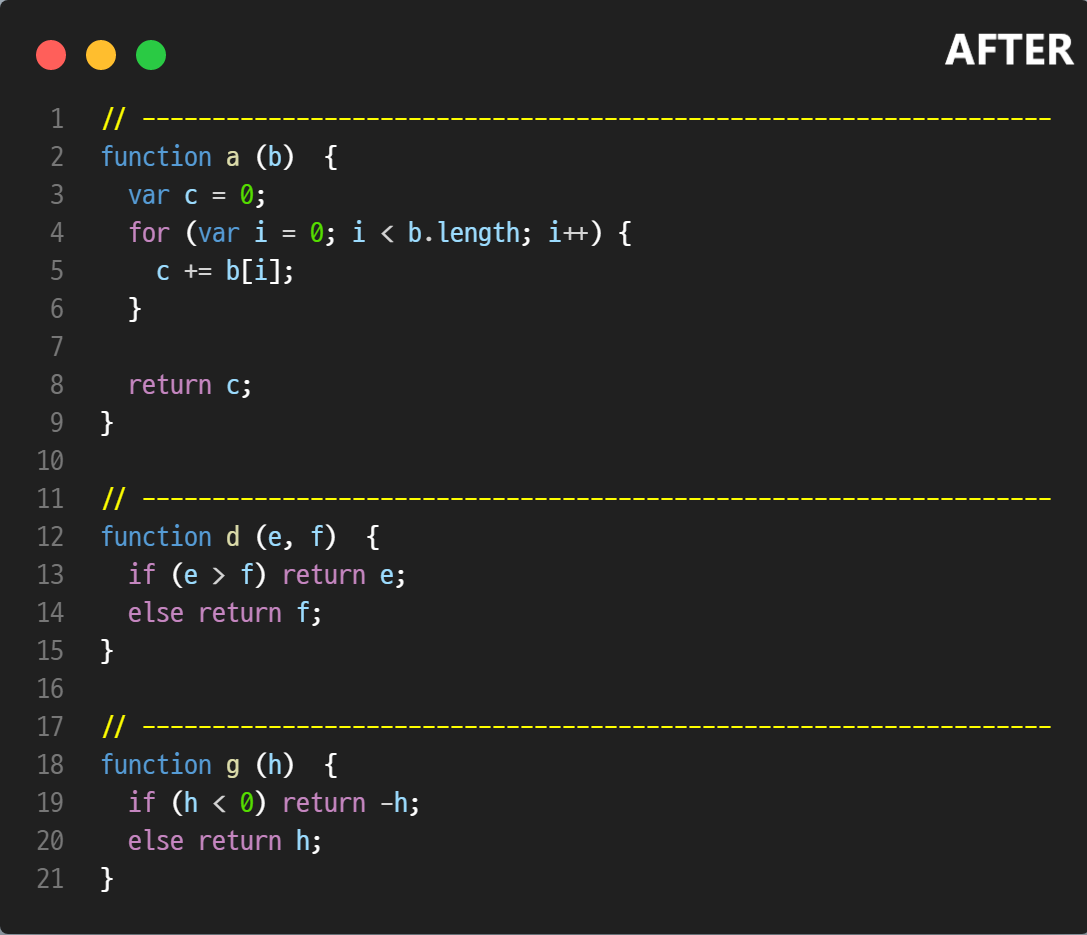 AFTER
1 // -----------------------------------------------------------------
2 function a (b)  {
3   var c = 0;
4   for (var i = 0; i < b.length; i++) {
5     c += b[i];
6   }
7
8   return c;
9 }
10
11 // -----------------------------------------------------------------
12 function d (e, f)  {
13   if (e > f) return e;
14   else return f;
15 }
16
17 // -----------------------------------------------------------------
18 function g (h)  {
19   if (h < 0) return -h;
20   else return h;
21 }